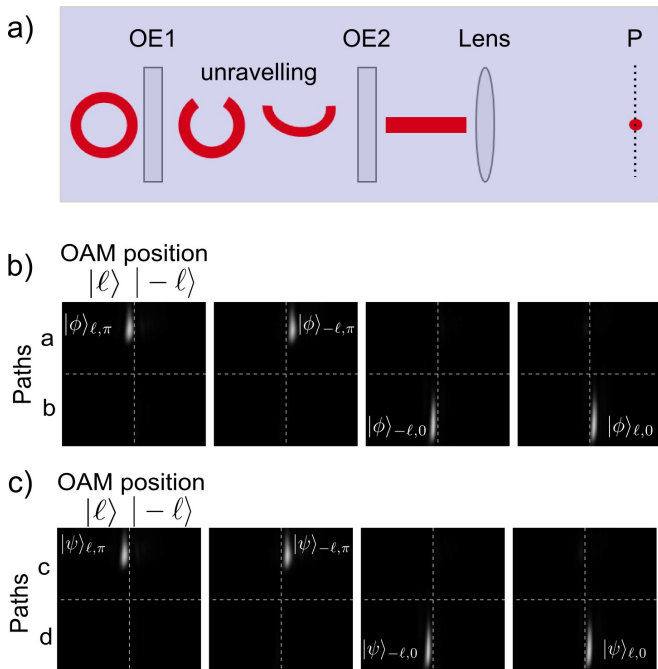 a)
OE1 OE2 Lens P
unravelling
b)
OAM position
|ℓ⟩ | − ℓ⟩
Paths
a
b
|ϕ⟩ℓ,π
|ϕ⟩−ℓ,π
|ϕ⟩−ℓ,0
|ϕ⟩ℓ,0
c)
OAM position
|ℓ⟩ | − ℓ⟩
Paths
c
d
|ψ⟩ℓ,π
|ψ⟩−ℓ,π
|ψ⟩−ℓ,0
|ψ⟩ℓ,0